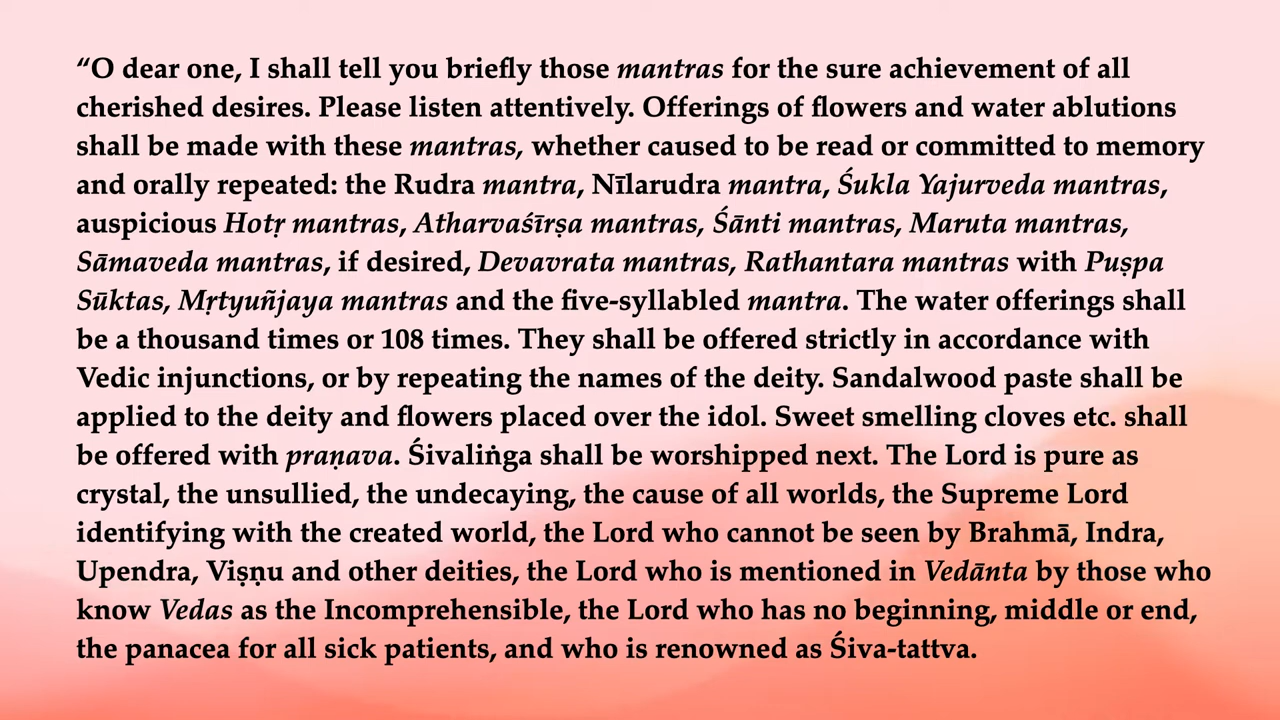 “O dear one, I shall tell you briefly those mantras for the sure achievement of all
cherished desires. Please listen attentively. Offerings of flowers and water ablutions
shall be made with these mantras, whether caused to be read or committed to memory
and orally repeated: the Rudra mantra, Nīlarudra mantra, Śukla Yajurveda mantras,
auspicious Hotṛ mantras, Atharvaśīrṣa mantras, Śānti mantras, Maruta mantras,
Sāmaveda mantras, if desired, Devavrata mantras, Rathantara mantras with Puṣpa
Sūktas, Mṛtyuñjaya mantras and the five-syllabled mantra. The water offerings shall
be a thousand times or 108 times. They shall be offered strictly in accordance with
Vedic injunctions, or by repeating the names of the deity. Sandalwood paste shall be
applied to the deity and flowers placed over the idol. Sweet smelling cloves etc. shall
be offered with praṇava. Śivaliṅga shall be worshipped next. The Lord is pure as
crystal, the unsullied, the undecaying, the cause of all worlds, the Supreme Lord
identifying with the created world, the Lord who cannot be seen by Brahmā, Indra,
Upendra, Viṣṇu and other deities, the Lord who is mentioned in Vedānta by those who
know Vedas as the Incomprehensible, the Lord who has no beginning, middle or end,
the panacea for all sick patients, and who is renowned as Śiva-tattva.